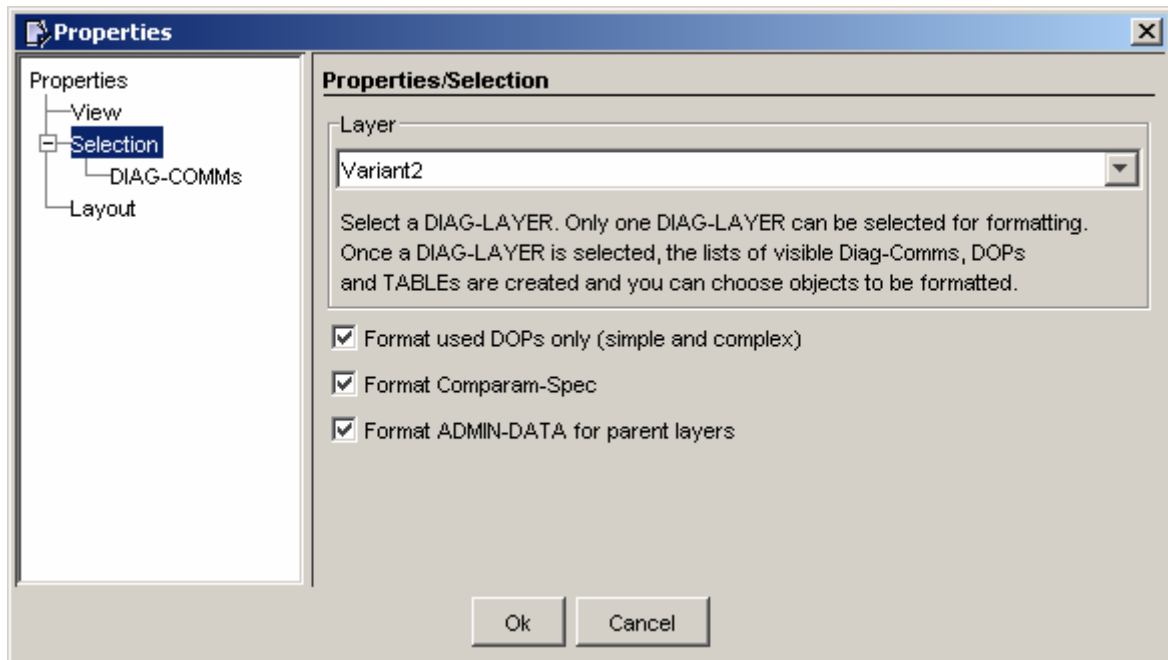 Properties
Properties
View
Selection
DIAG-COMMs
Layout
Properties/Selection
Layer
Variant2
Select a DIAG-LAYER. Only one DIAG-LAYER can be selected for formatting.
Once a DIAG-LAYER is selected, the lists of visible Diag-Comms, DOPs
and TABLEs are created and you can choose objects to be formatted.
Format used DOPs only (simple and complex)
Format Comparam-Spec
Format ADMIN-DATA for parent layers
Ok
Cancel